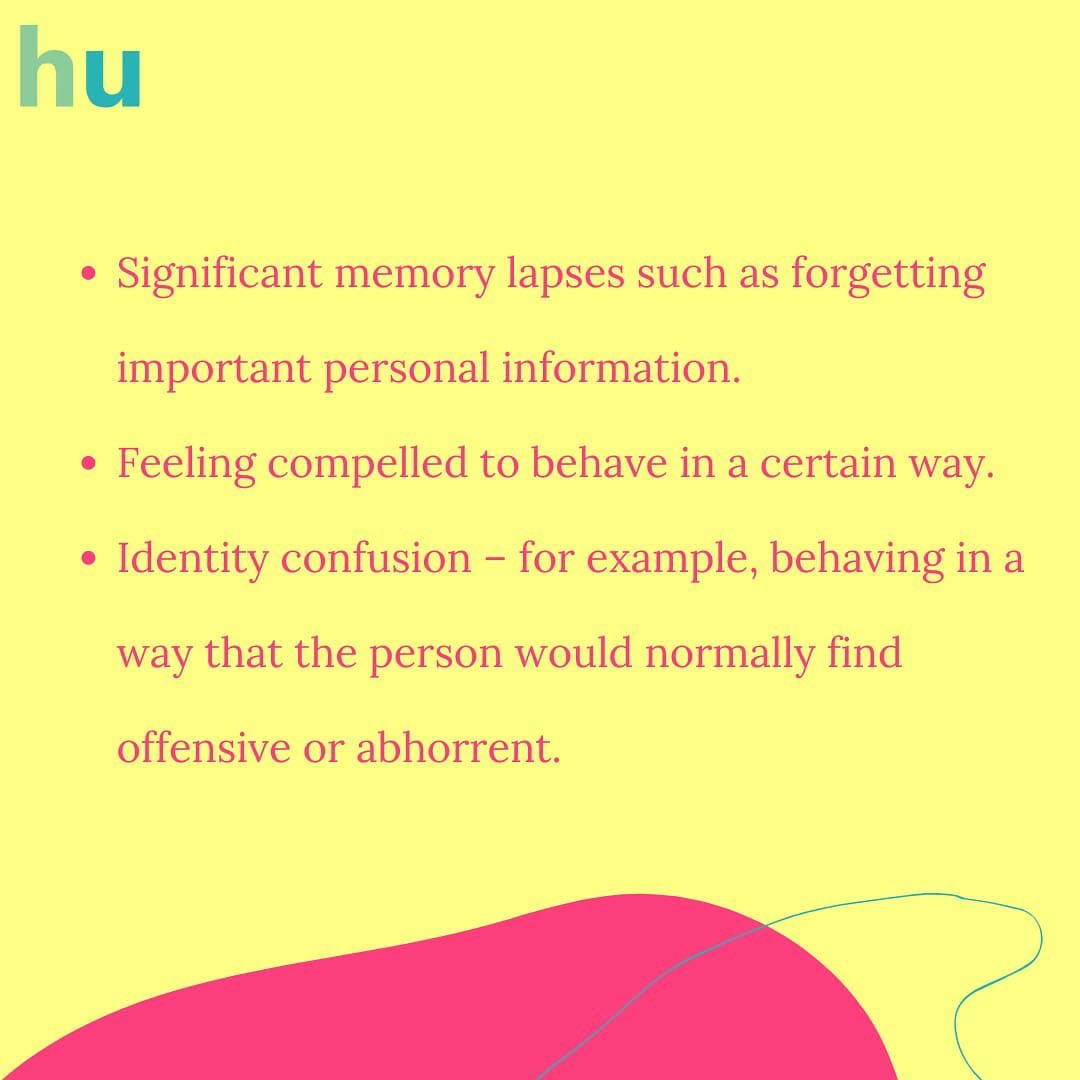 hu
• Significant memory lapses such as forgetting
important personal information.
• Feeling compelled to behave in a certain way.
• Identity confusion – for example, behaving in a
way that the person would normally find
offensive or abhorrent.